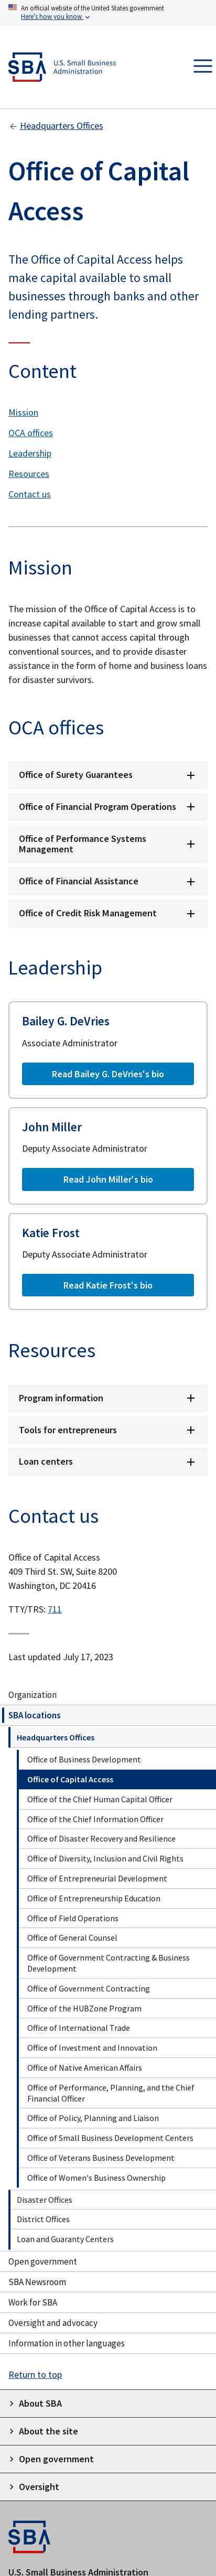 An official website of the United States government
Here's how you know
SBA
U.S. Small Business
Administration
Headquarters Offices
Office of Capital
Access
The Office of Capital Access helps
make capital available to small
businesses through banks and other
lending partners.
Content
Mission
OCA offices
Leadership
Resources
Contact us
Mission
The mission of the Office of Capital Access is to
increase capital available to start and grow small
businesses that cannot access capital through
conventional sources, and to provide disaster
assistance in the form of home and business loans
for disaster survivors.
OCA offices
Office of Surety Guarantees
Office of Financial Program Operations
Office of Performance Systems
Management
Office of Financial Assistance
Office of Credit Risk Management
Leadership
Bailey G. DeVries
Associate Administrator
Read Bailey G. DeVries's bio
John Miller
Deputy Associate Administrator
Read John Miller's bio
Katie Frost
Deputy Associate Administrator
Read Katie Frost's bio
Resources
Program information
Tools for entrepreneurs
Loan centers
Contact us
Office of Capital Access
409 Third St. SW, Suite 8200
Washington, DC 20416
TTY/TRS: 711
Last updated July 17, 2023
Organization
SBA locations
Headquarters Offices
Office of Business Development
Office of Capital Access
Office of the Chief Human Capital Officer
Office of the Chief Information Officer
Office of Disaster Recovery and Resilience
Office of Diversity, Inclusion and Civil Rights
Office of Entrepreneurial Development
Office of Entrepreneurship Education
Office of Field Operations
Office of General Counsel
Office of Government Contracting & Business
Development
Office of Government Contracting
Office of the HUBZone Program
Office of International Trade
Office of Investment and Innovation
Office of Native American Affairs
Office of Performance, Planning, and the Chief
Financial Officer
Office of Policy, Planning and Liaison
Office of Small Business Development Centers
Office of Veterans Business Development
Office of Women's Business Ownership
Disaster Offices
District Offices
Loan and Guaranty Centers
Open government
SBA Newsroom
Work for SBA
Oversight and advocacy
Information in other languages
Return to top
About SBA
About the site
Open government
Oversight
SBA
U.S. Small Business Administration